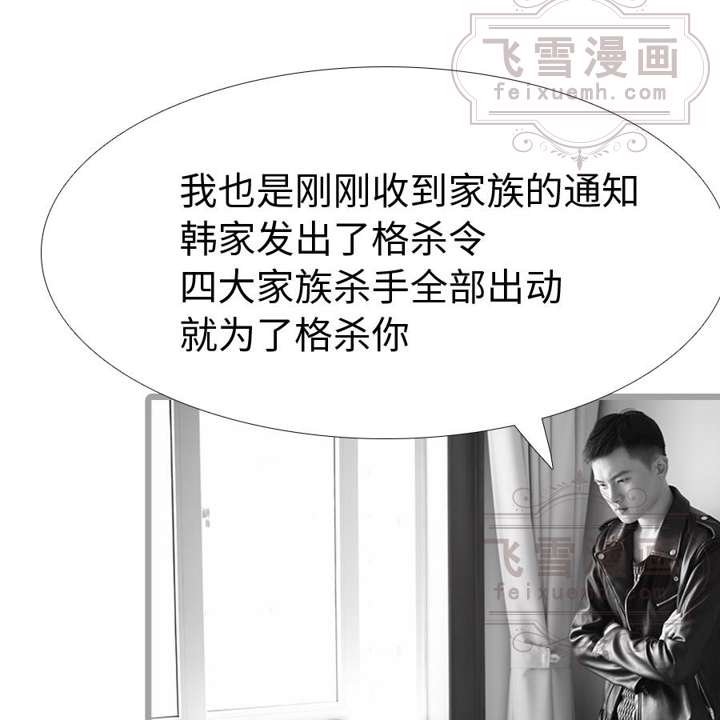 飞雪漫画
feixuemh.com
我也是刚刚收到家族的通知
韩家发出了格杀令
四大家族杀手全部出动
就为了格杀你
飞雪漫画
feixuemh.com